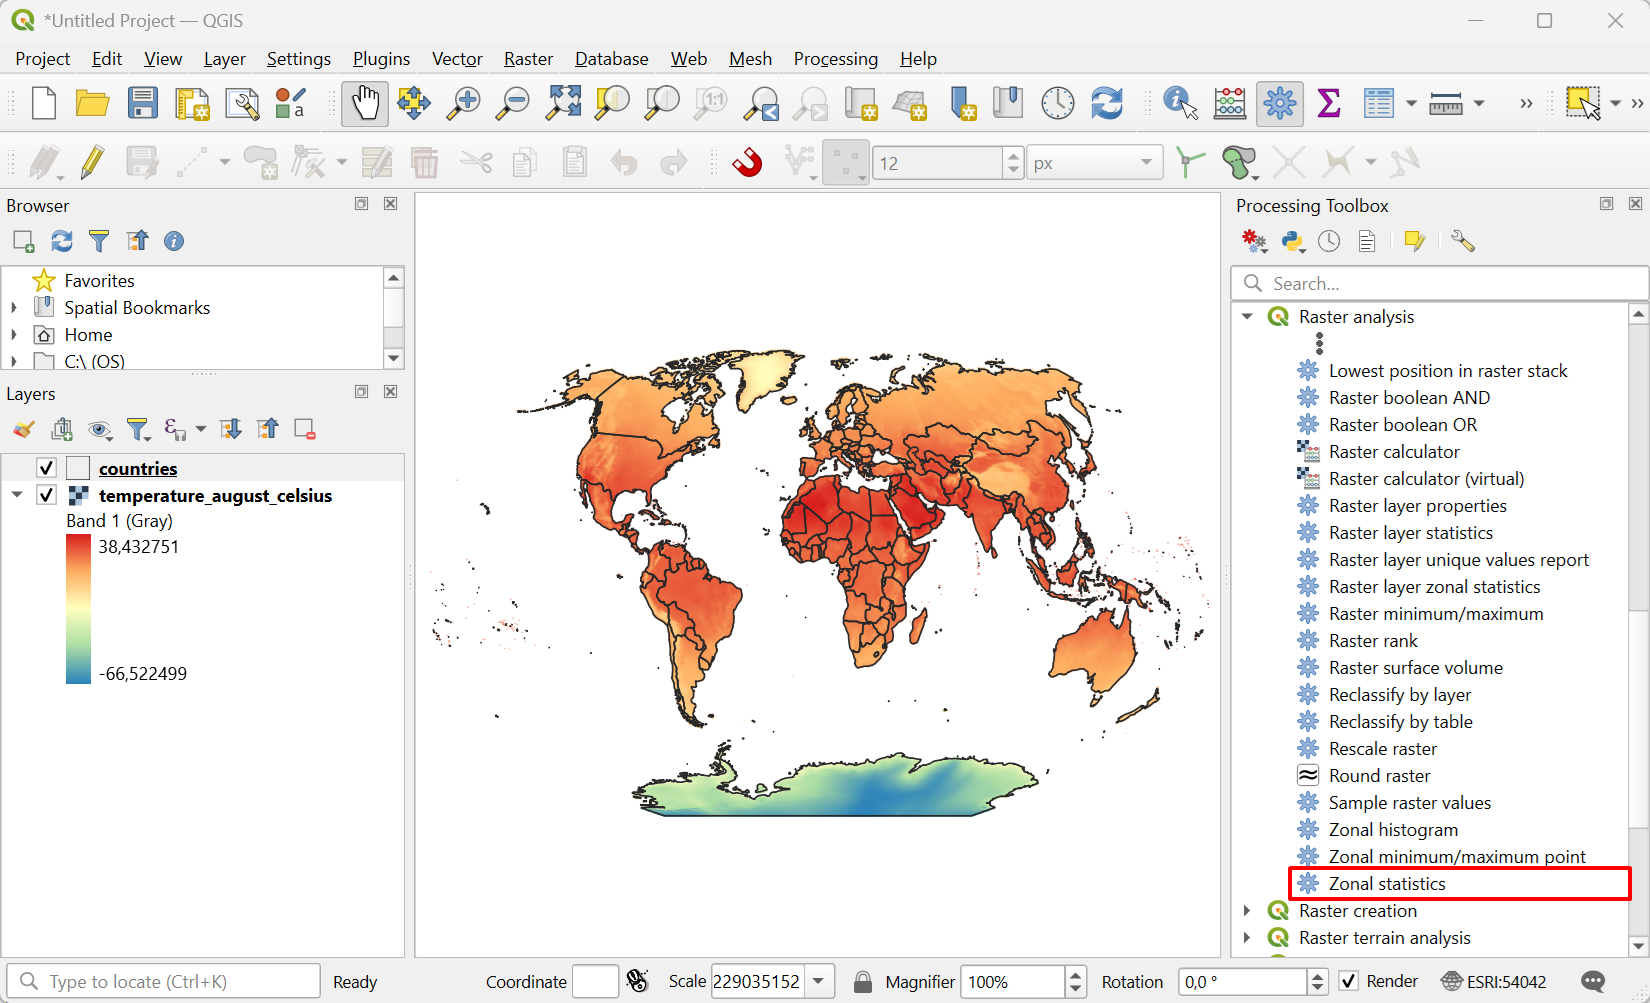 *Untitled Project — QGIS
Project Edit View Layer Settings Plugins Vector Raster Database Web Mesh Processing Help
1:1
a
12 px
Browser
Favorites
Spatial Bookmarks
Home
C:\ (OS)
Layers
countries
temperature_august_celsius
Band 1 (Gray)
38,432751
-66,522499
Processing Toolbox
Search...
Raster analysis
Lowest position in raster stack
Raster boolean AND
Raster boolean OR
Raster calculator
Raster calculator (virtual)
Raster layer properties
Raster layer statistics
Raster layer unique values report
Raster layer zonal statistics
Raster minimum/maximum
Raster rank
Raster surface volume
Reclassify by layer
Reclassify by table
Rescale raster
Round raster
Sample raster values
Zonal histogram
Zonal minimum/maximum point
Zonal statistics
Raster creation
Raster terrain analysis
Type to locate (Ctrl+K) Ready Coordinate Scale 229035152 Magnifier 100% Rotation 0,0 ° Render ESRI:54042